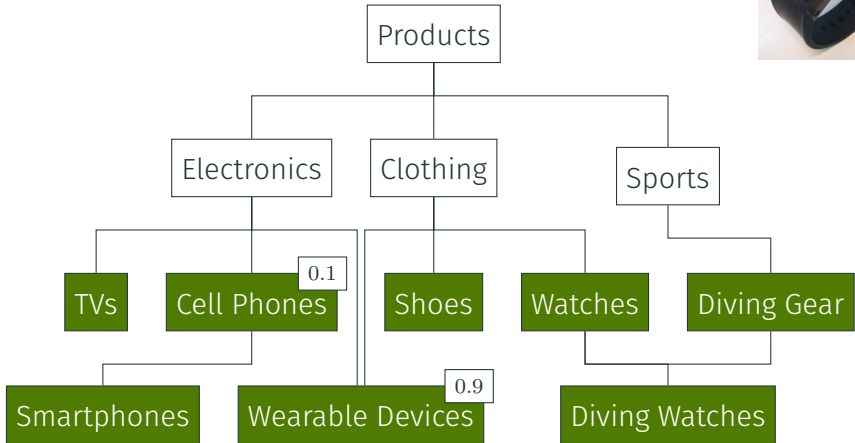 Products
Electronics
Clothing
Sports
0.1
TVs
Cell Phones
Shoes
Watches
Diving Gear
0.9
Smartphones
Wearable Devices
Diving Watches